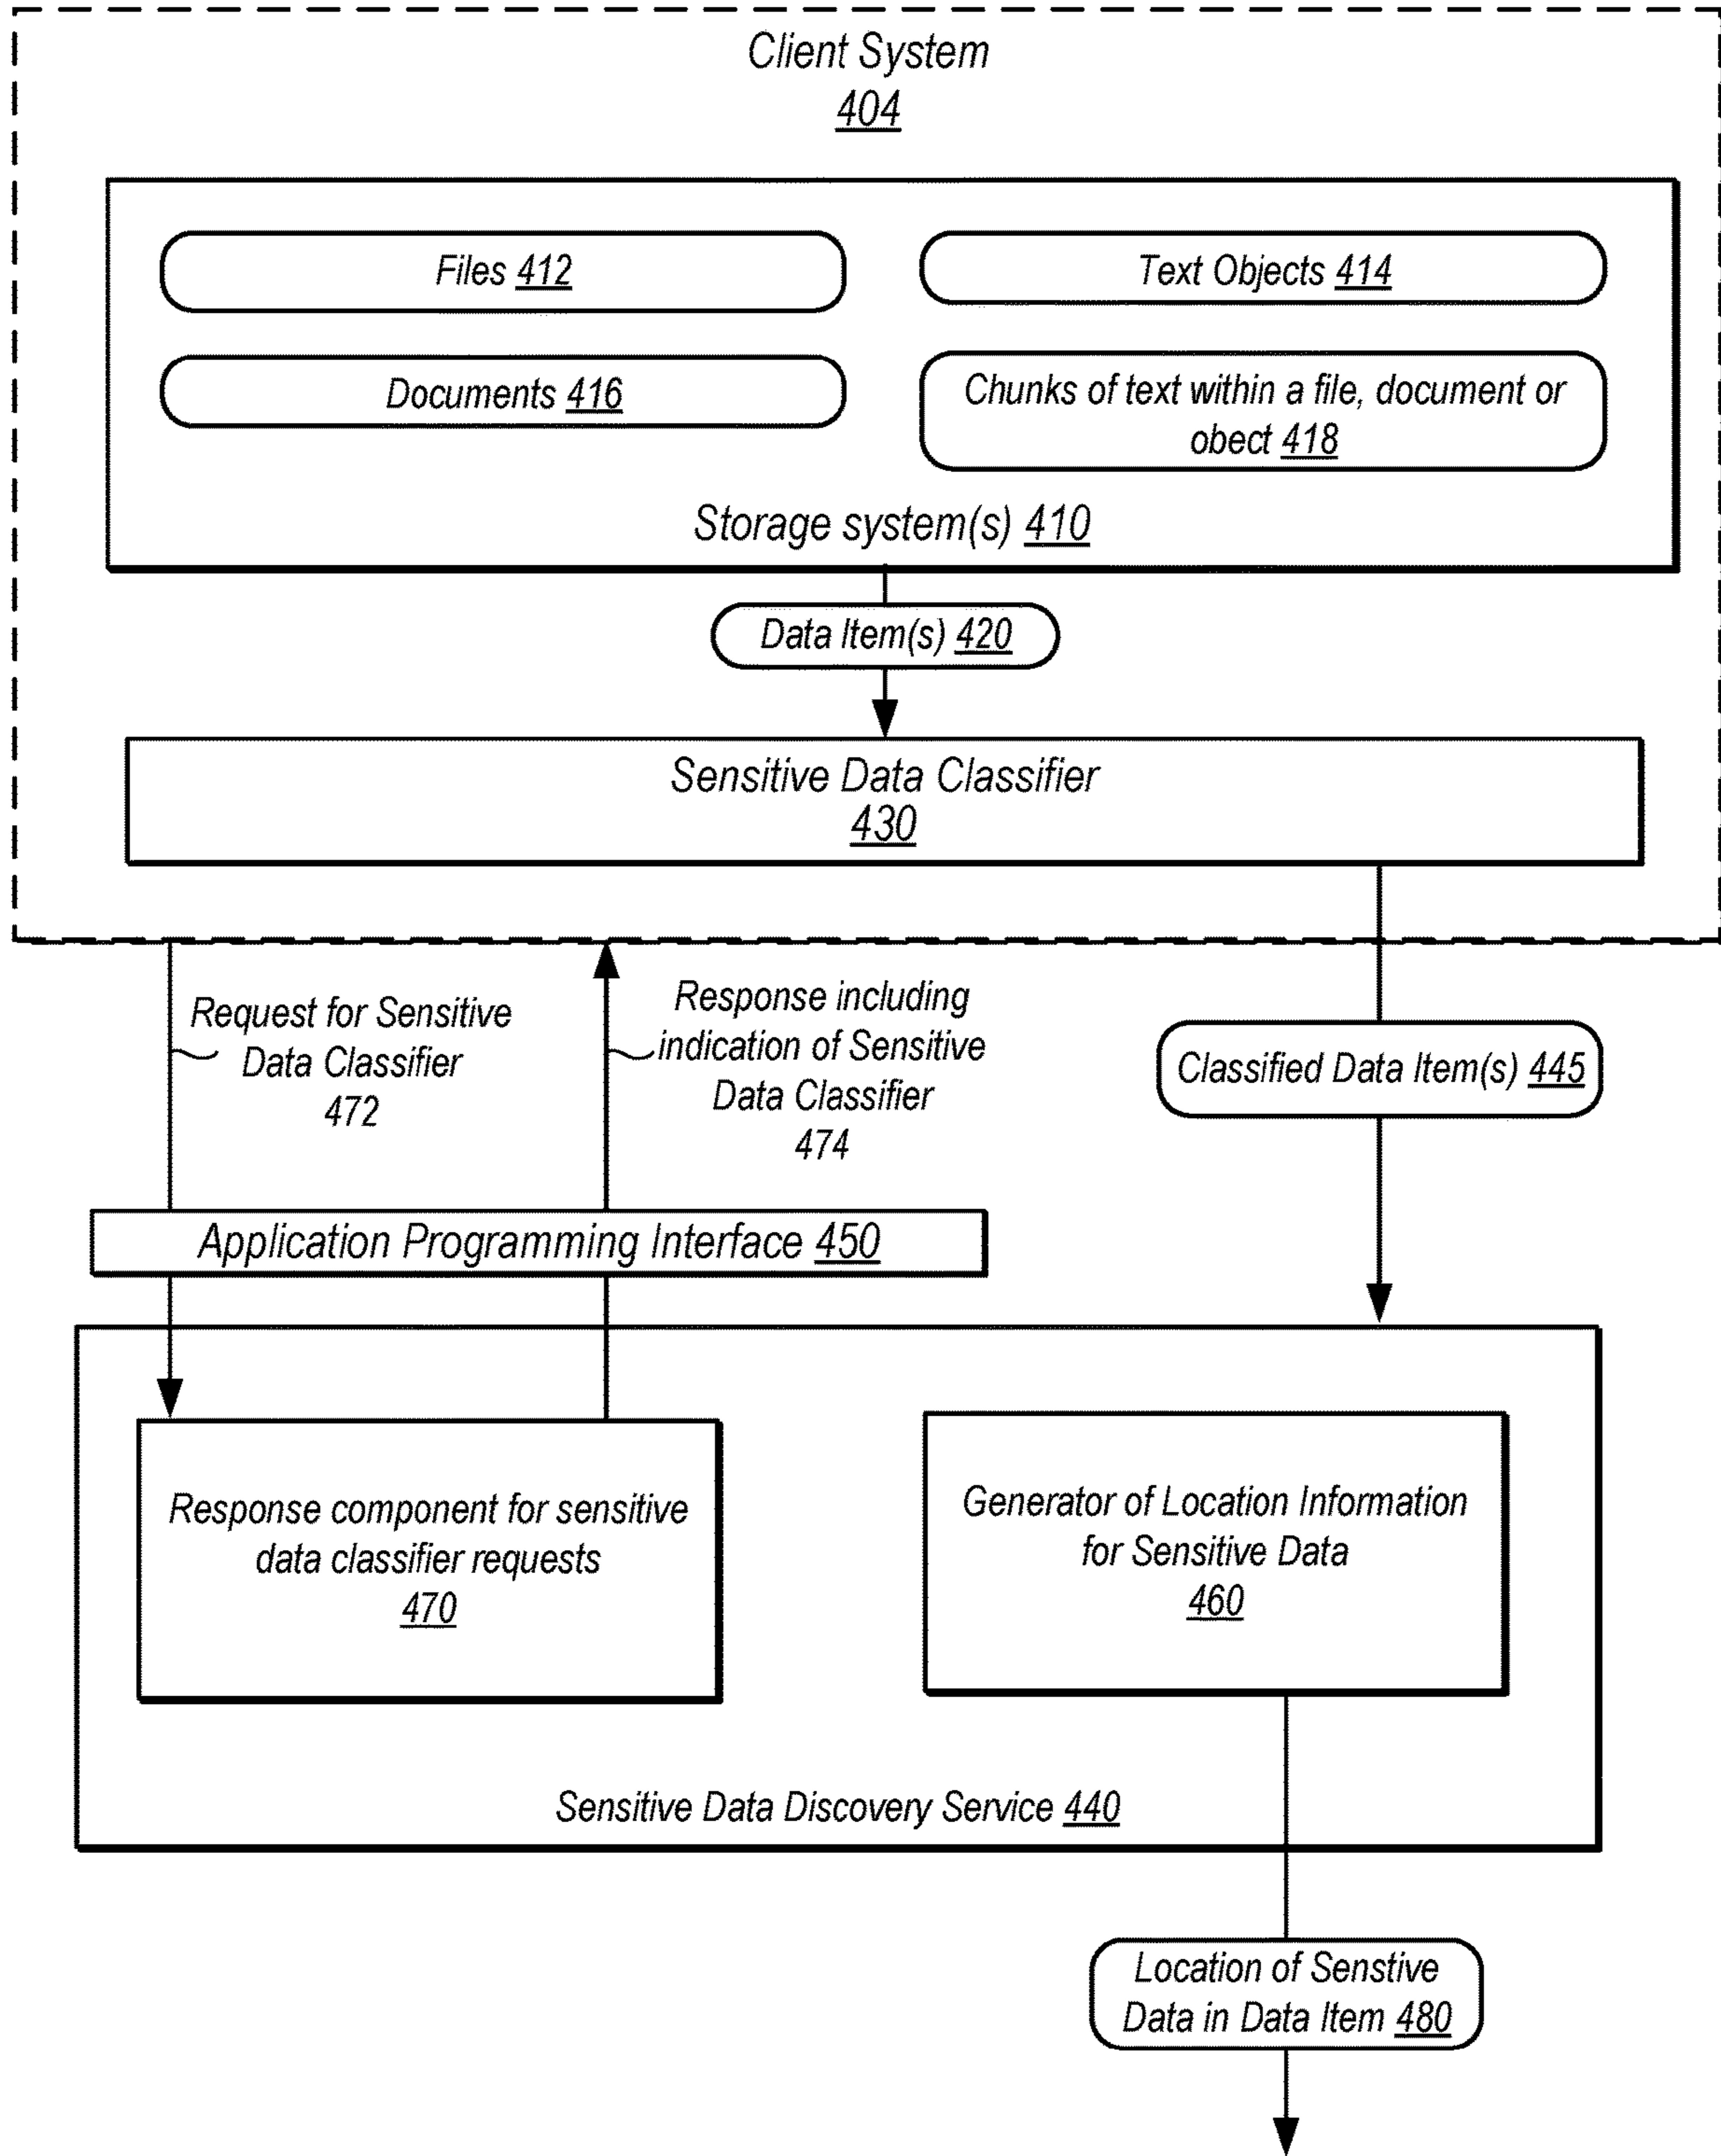 Client System
404
Files 412
Text Objects 414
Documents 416
Chunks of text within a file, document or
obect 418
Storage system(s) 410
Data Item(s) 420
Sensitive Data Classifier
430
Request for Sensitive
Data Classifier
472
Response including
indication of Sensitive
Data Classifier
474
Classified Data Item(s) 445
Application Programming Interface 450
Response component for sensitive
data classifier requests
470
Generator of Location Information
for Sensitive Data
460
Sensitive Data Discovery Service 440
Location of Senstive
Data in Data Item 480